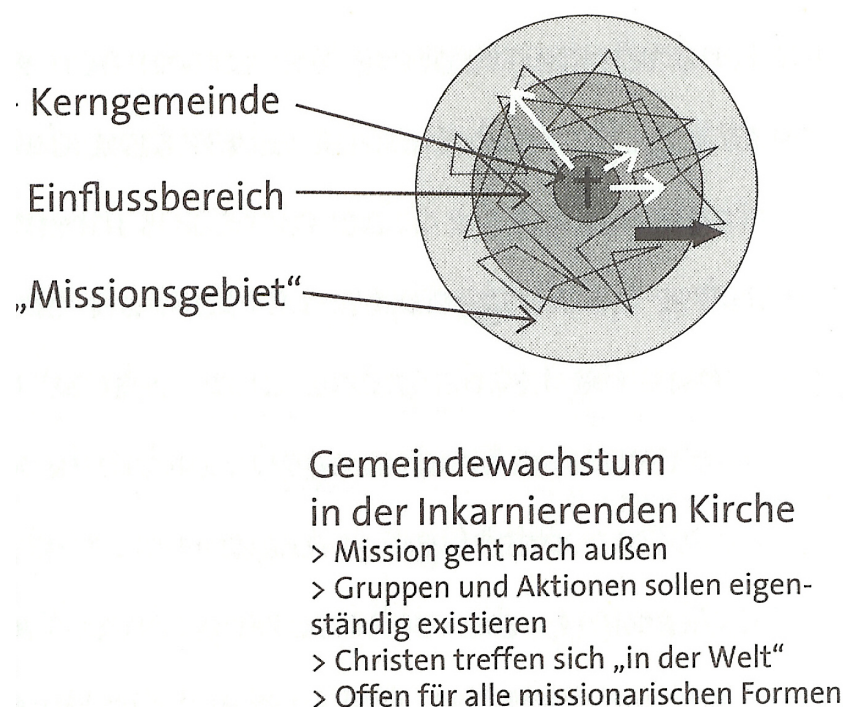 Kerngemeinde
Einflussbereich
„Missionsgebiet“
Gemeindewachstum
in der Inkarnierenden Kirche
> Mission geht nach außen
> Gruppen und Aktionen sollen eigen-
ständig existieren
> Christen treffen sich „in der Welt“
> Offen für alle missionarischen Formen